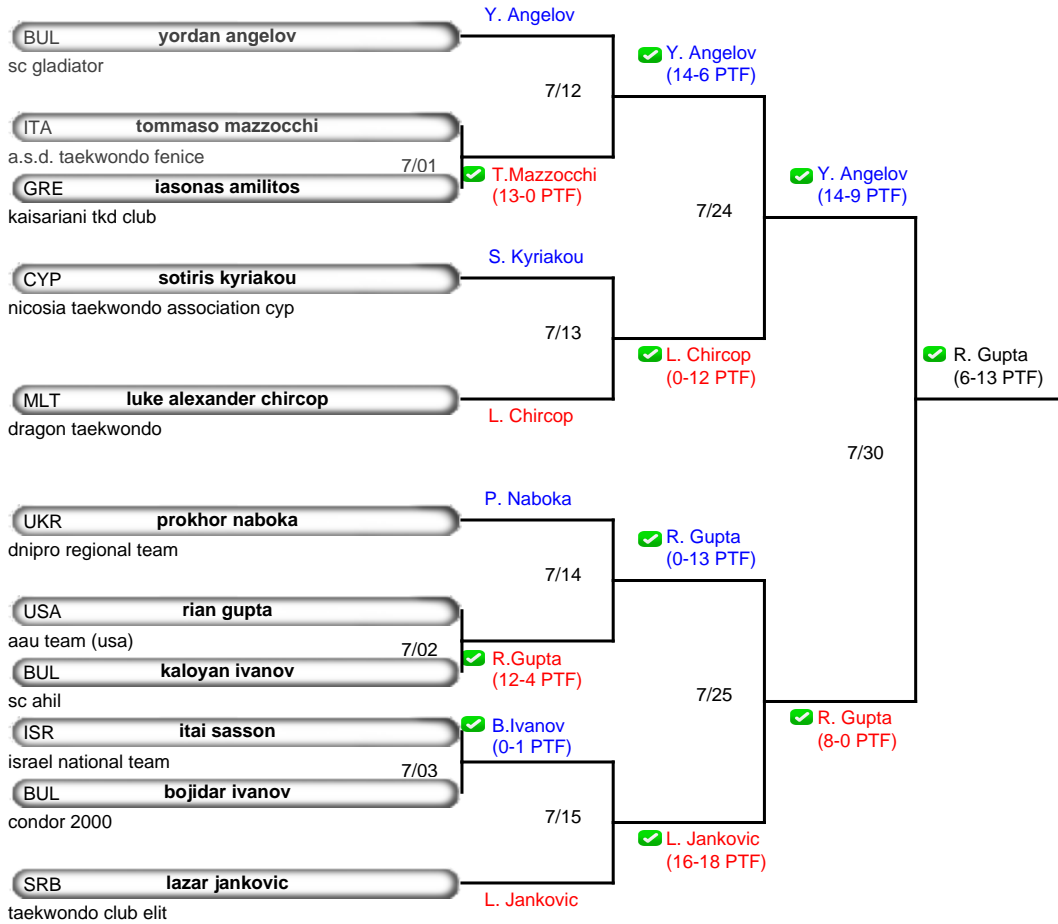 Y. Angelov
BUL yordan angelov
sc gladiator
7/12
Y. Angelov
(14-6 PTF)
ITA tommaso mazzocchi
a.s.d. taekwondo fenice
7/01
T.Mazzocchi
(13-0 PTF)
GRE iasonas amilitos
kaisariani tkd club
7/24
Y. Angelov
(14-9 PTF)
S. Kyriakou
CYP sotiris kyriakou
nicosia taekwondo association cyp
7/13
L. Chircop
(0-12 PTF)
MLT luke alexander chircop
dragon taekwondo
L. Chircop
R. Gupta
(6-13 PTF)
7/30
P. Naboka
UKR prokhor naboka
dnipro regional team
7/14
R. Gupta
(0-13 PTF)
USA rian gupta
aau team (usa)
7/02
R.Gupta
(12-4 PTF)
BUL kaloyan ivanov
sc ahil
7/25
R. Gupta
(8-0 PTF)
ISR itai sasson
israel national team
7/03
B.Ivanov
(0-1 PTF)
BUL bojidar ivanov
condor 2000
7/15
L. Jankovic
(16-18 PTF)
SRB lazar jankovic
taekwondo club elit
L. Jankovic